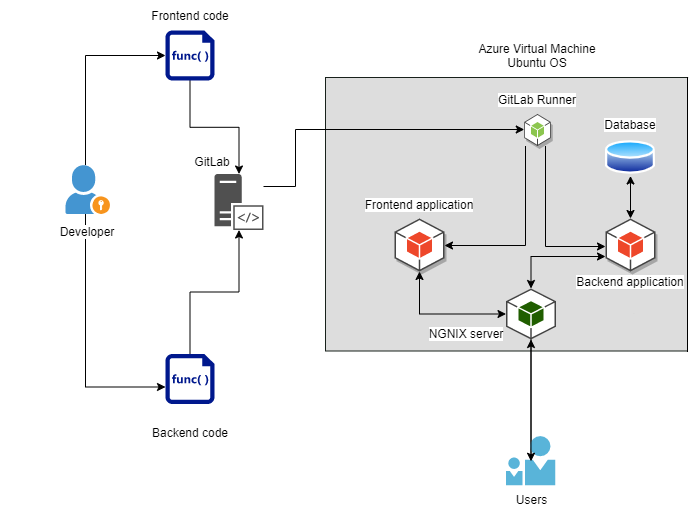 Frontend code
func( )
Azure Virtual Machine
Ubuntu OS
GitLab Runner
Database
GitLab
</>
Frontend application
Developer
Backend application
NGNIX server
func( )
Backend code
Users